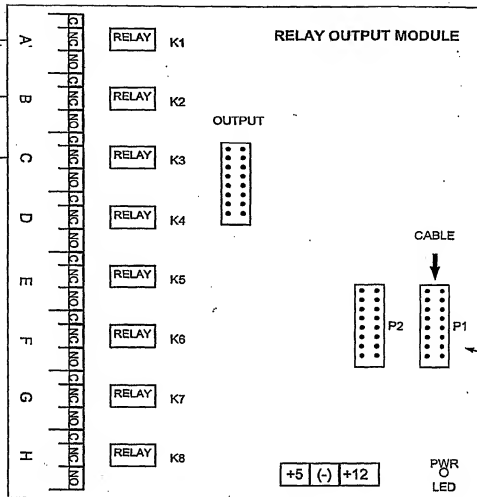 RELAY OUTPUT MODULE
A
C
NC
NO
RELAY K1
B
C
NC
NO
RELAY K2
OUTPUT
C
C
NC
NO
RELAY K3
D
C
NC
NO
RELAY K4
CABLE
E
C
NC
NO
RELAY K5
P2
P1
F
C
NC
NO
RELAY K6
G
C
NC
NO
RELAY K7
H
C
NC
NO
RELAY K8
+5 (-) +12
PWR
LED